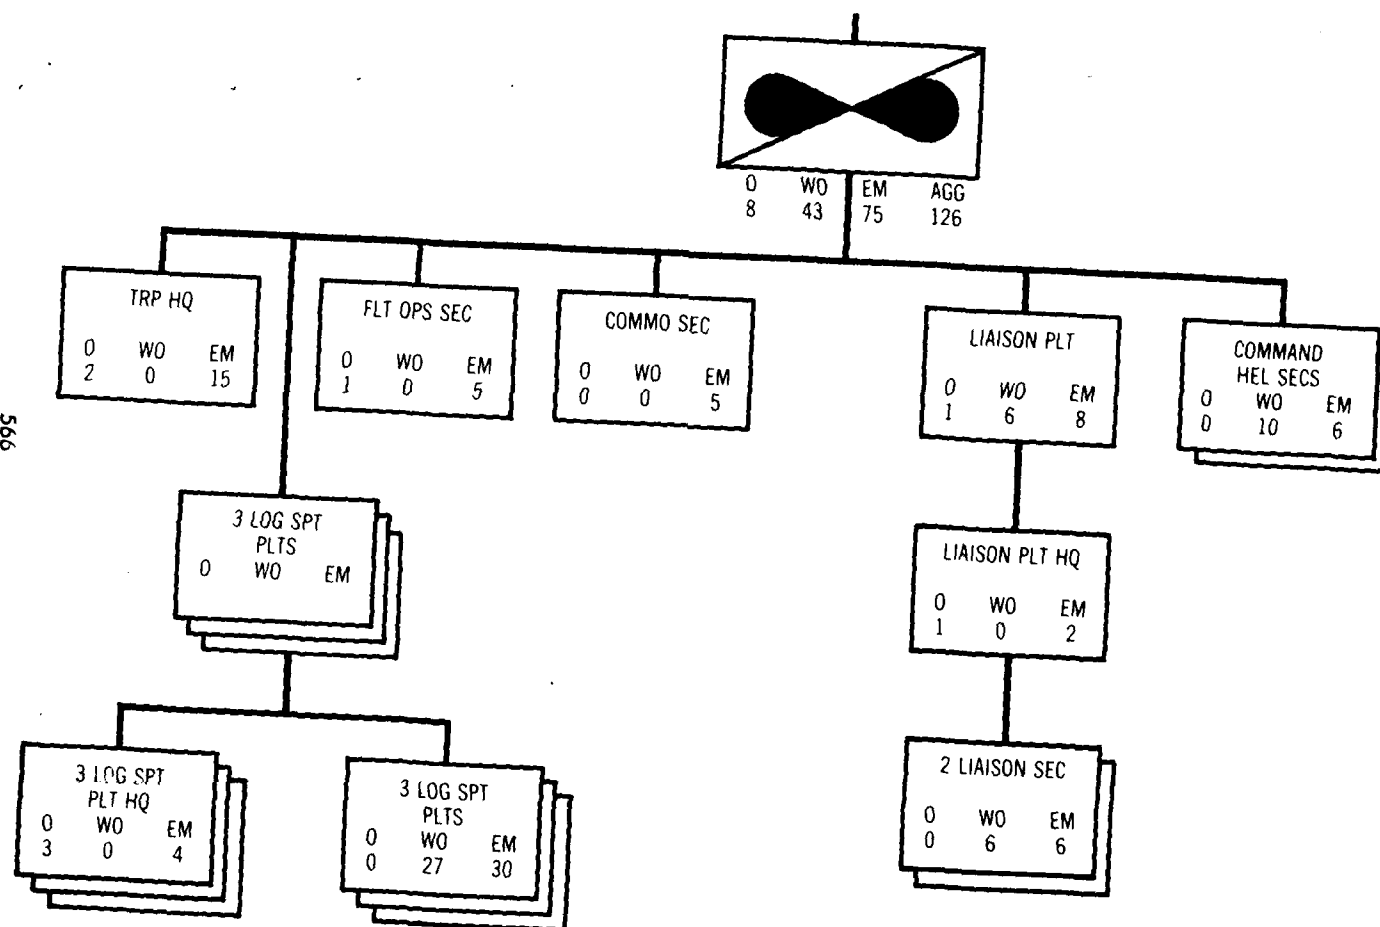 O WO EM AGG
8 43 75 126
TRP HQ
O WO EM
2 0 15
FLT OPS SEC
O WO EM
1 0 5
COMMO SEC
O WO EM
0 0 5
LIAISON PLT
O WO EM
1 6 8
COMMAND
HEL SECS
O WO EM
0 10 6
566
3 LOG SPT
PLTS
O WO EM
LIAISON PLT HQ
O WO EM
1 0 2
3 LOG SPT
PLT HQ
O WO EM
3 0 4
3 LOG SPT
PLTS
O WO EM
0 27 30
2 LIAISON SEC
O WO EM
0 6 6